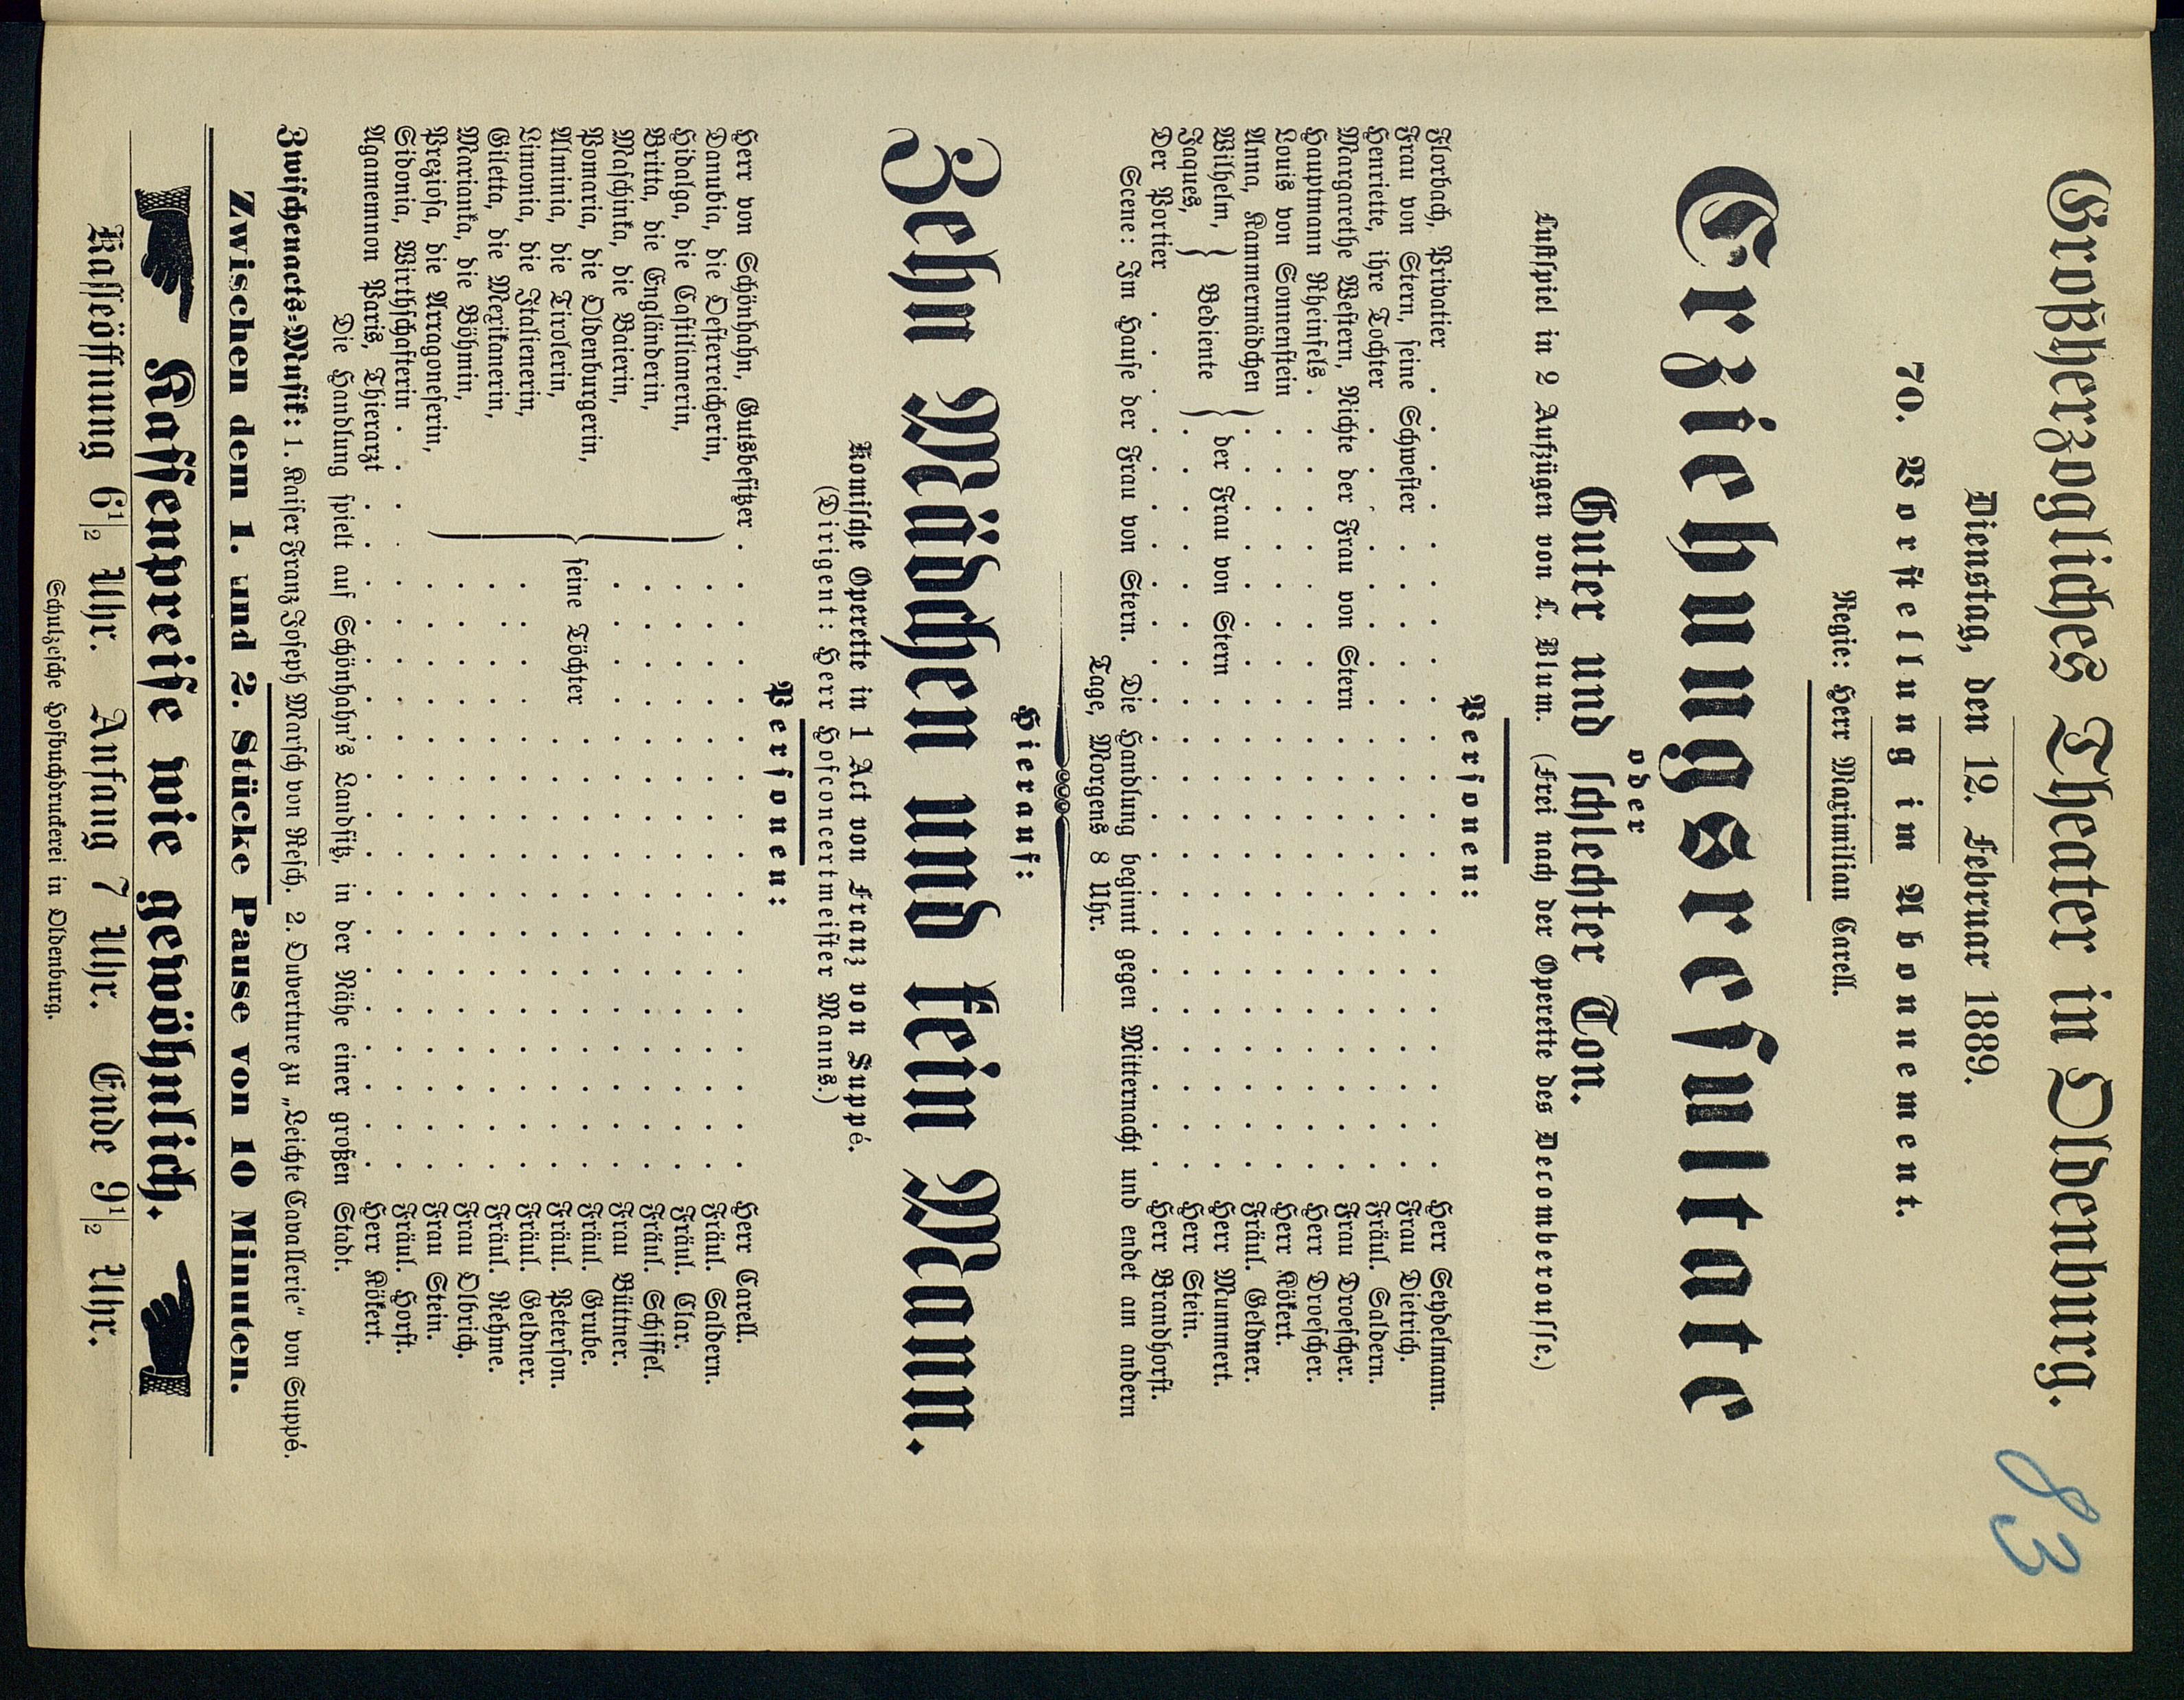 Großherzogliches Theater in Oldenburg.
83
Dienstag, den 12. Februar 1889.
70. Vorstellung im Abonnement.
Regie: Herr Maximilian Carell.
Erziehungsresultate
oder
Guter und schlechter Ton.
Lustspiel in 2 Aufzügen von L. Blum. (Frei nach der Operette des Decomberousse.)
Personen:
Florbach, Privatier . . . . . . . . Herr Seydelmann.
Frau von Stern, seine Schwester . . . . . . . . Frau Dietrich.
Henriette, ihre Tochter . . . . . . . . Fräul. Saldern.
Margarethe Western, Nichte der Frau von Stern . . . . . . . . Frau Droescher.
Hauptmann Rheinfels . . . . . . . . Herr Droescher.
Louis von Sonnenstein . . . . . . . . Herr Kökert.
Anna, Kammermädchen . . . . . . . . Fräul. Geldner.
Wilhelm, } Bediente } der Frau von Stern . . . . . . . . Herr Mummert.
Jaques, . . . . . . . . Herr Stein.
Der Portier . . . . . . . . Herr Brandhorst.
Scene: Im Hause der Frau von Stern. Die Handlung beginnt gegen Mitternacht und endet am andern
Tage, Morgens 8 Uhr.
Hierauf:
Zehn Mädchen und kein Mann.
Komische Operette in 1 Act von Franz von Suppé.
(Dirigent: Herr Hofconcertmeister Manns.)
Personen:
Herr von Schönhahn, Gutsbesitzer . . . . . . . . Herr Carell.
Danubia, die Oesterreicherin, . . . . . . . . Fräul. Saldern.
Hidalga, die Castilianerin, . . . . . . . . Fräul. Clar.
Britta, die Engländerin, . . . . . . . . Fräul. Schiffel.
Maschinka, die Baierin, . . . . . . . . Frau Büttner.
Pomaria, die Oldenburgerin, } seine Töchter . . . . . . . . Fräul. Grube.
Alminia, die Tirolerin, . . . . . . . . Fräul. Peterson.
Limonia, die Italienerin, . . . . . . . . Fräul. Geldner.
Giletta, die Mexikanerin, . . . . . . . . Fräul. Nehme.
Marianka, die Böhmin, . . . . . . . . Frau Olbrich.
Preziosa, die Arragoneserin, . . . . . . . . Frau Stein.
Sidonia, Wirthschafterin . . . . . . . . Fräul. Horst.
Agamemnon Paris, Thierarzt . . . . . . . . Herr Kökert.
Die Handlung spielt auf Schönhahn's Landsitz, in der Nähe einer großen Stadt.
Zwischenacts-Musik: 1. Kaiser Franz Joseph Marsch von Resch. 2. Ouverture zu „Leichte Cavallerie“ von Suppé.
Zwischen dem 1. und 2. Stücke Pause von 10 Minuten.
Kassenpreise wie gewöhnlich.
Kasseöffnung 6½ Uhr. Anfang 7 Uhr. Ende 9½ Uhr.
Schulzesche Hofbuchdruckerei in Oldenburg.